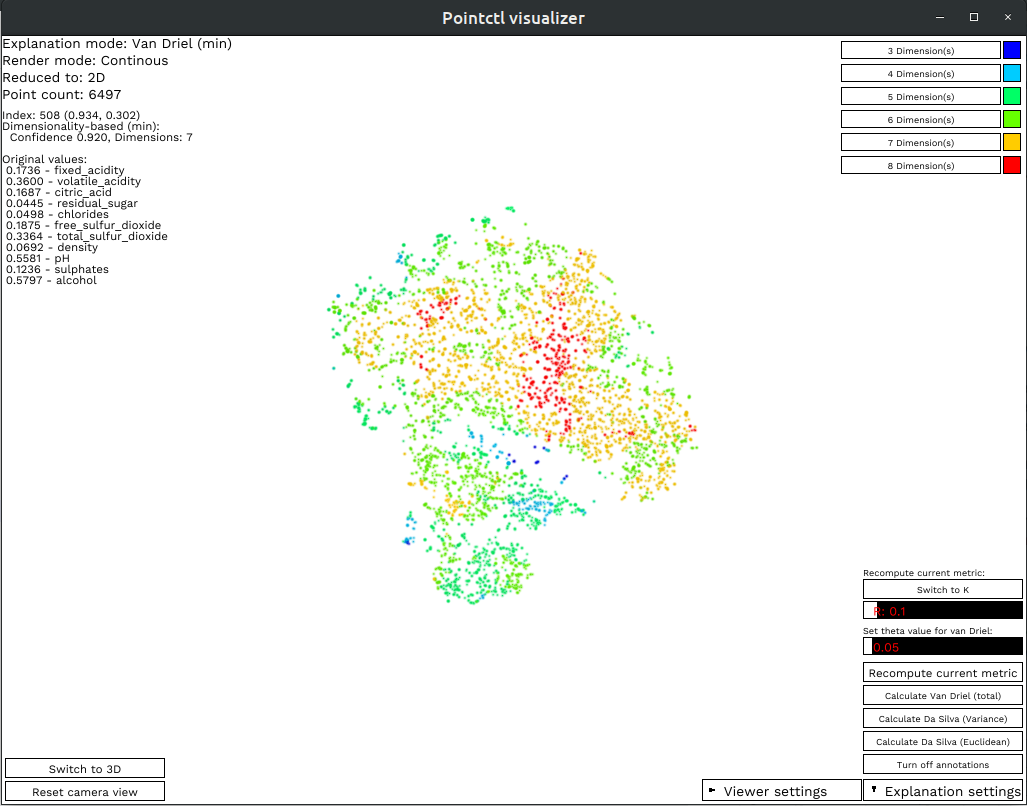 Pointctl visualizer
Explanation mode: Van Driel (min)
Render mode: Continous
Reduced to: 2D
Point count: 6497
Index: 508 (0.934, 0.302)
Dimensionality-based (min):
Confidence 0.920, Dimensions: 7
Original values:
0.1736 - fixed_acidity
0.3600 - volatile_acidity
0.1687 - citric_acid
0.0445 - residual_sugar
0.0498 - chlorides
0.1875 - free_sulfur_dioxide
0.3364 - total_sulfur_dioxide
0.0692 - density
0.5581 - pH
0.1236 - sulphates
0.5797 - alcohol
3 Dimension(s)
4 Dimension(s)
5 Dimension(s)
6 Dimension(s)
7 Dimension(s)
8 Dimension(s)
Recompute current metric:
Switch to K
R: 0.1
Set theta value for van Driel:
0.05
Recompute current metric
Calculate Van Driel (total)
Calculate Da Silva (Variance)
Calculate Da Silva (Euclidean)
Turn off annotations
Switch to 3D
Reset camera view
Viewer settings
Explanation settings